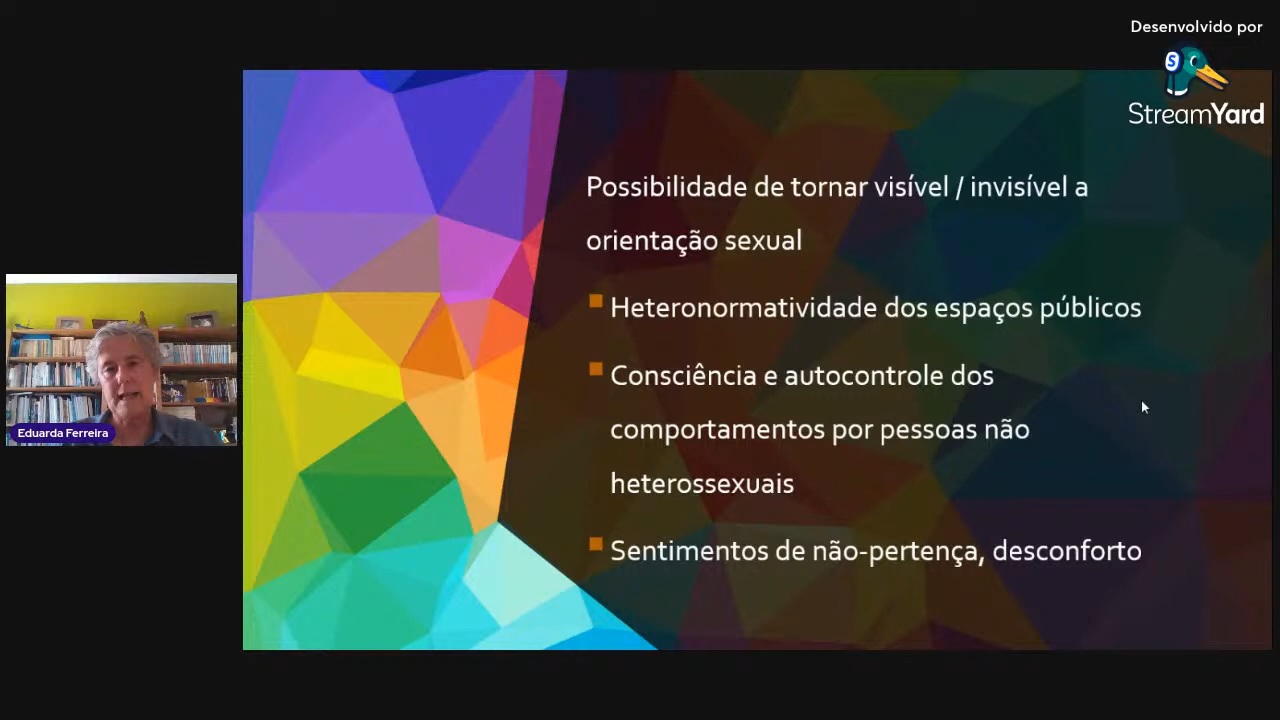 Desenvolvido por
StreamYard
Possibilidade de tornar visível / invisível a
orientação sexual
Heteronormatividade dos espaços públicos
Consciência e autocontrole dos
comportamentos por pessoas não
heterossexuais
Sentimentos de não-pertença, desconforto
Eduarda Ferreira